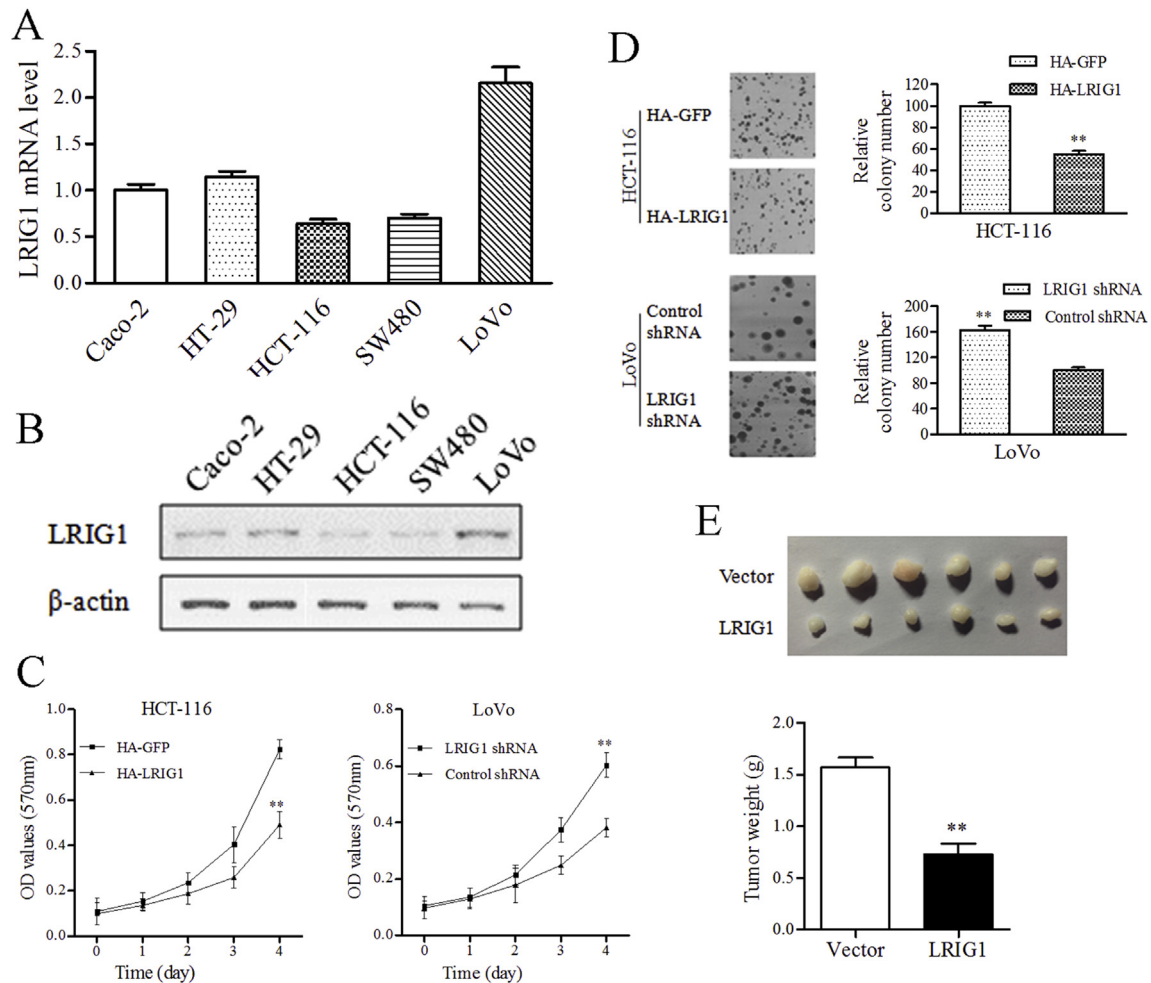 A
LRIG1 mRNA level
2.5
2.0
1.5
1.0
0.5
0.0
Caco-2
HT-29
HCT-116
SW480
LoVo
B
Caco-2
HT-29
HCT-116
SW480
LoVo
LRIG1
β-actin
C
HCT-116
OD values (570nm)
1.0
0.8
0.6
0.4
0.2
0.0
HA-GFP
HA-LRIG1
**
0 1 2 3 4
Time (day)
LoVo
OD values (570nm)
0.8
0.6
0.4
0.2
0.0
LRIG1 shRNA
Control shRNA
**
0 1 2 3 4
Time (day)
D
HCT-116
HA-GFP
HA-LRIG1
LoVo
Control
shRNA
LRIG1
shRNA
HA-GFP
HA-LRIG1
Relative
colony number
120
100
80
60
40
20
0
**
HCT-116
LRIG1 shRNA
Control shRNA
Relative
colony number
200
160
120
80
40
0
**
LoVo
E
Vector
LRIG1
Tumor weight (g)
2.0
1.5
1.0
0.5
0.0
**
Vector
LRIG1